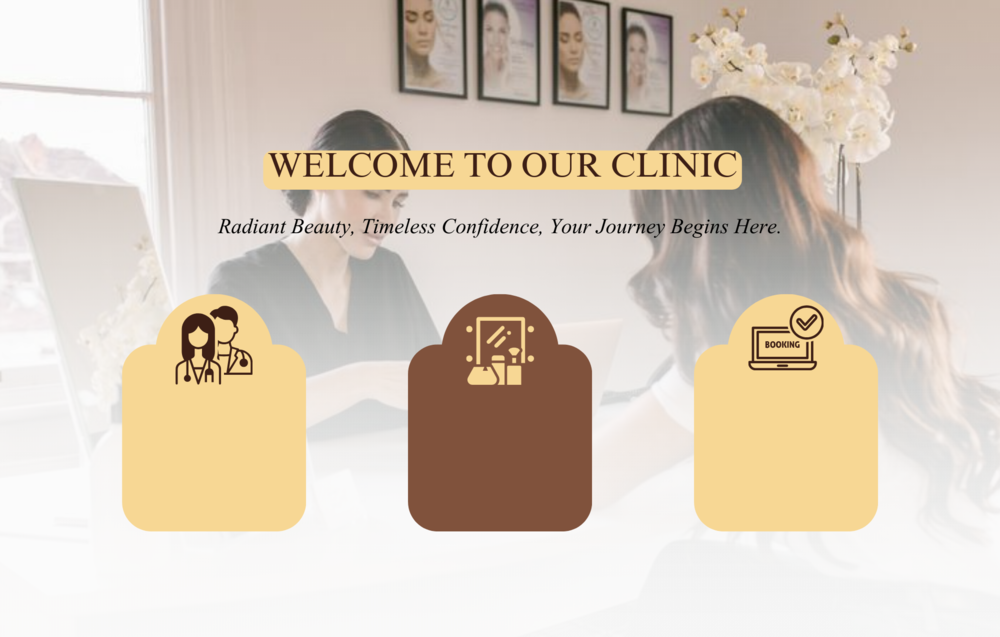 WELCOME TO OUR CLINIC
Radiant Beauty, Timeless Confidence, Your Journey Begins Here.
BOOKING